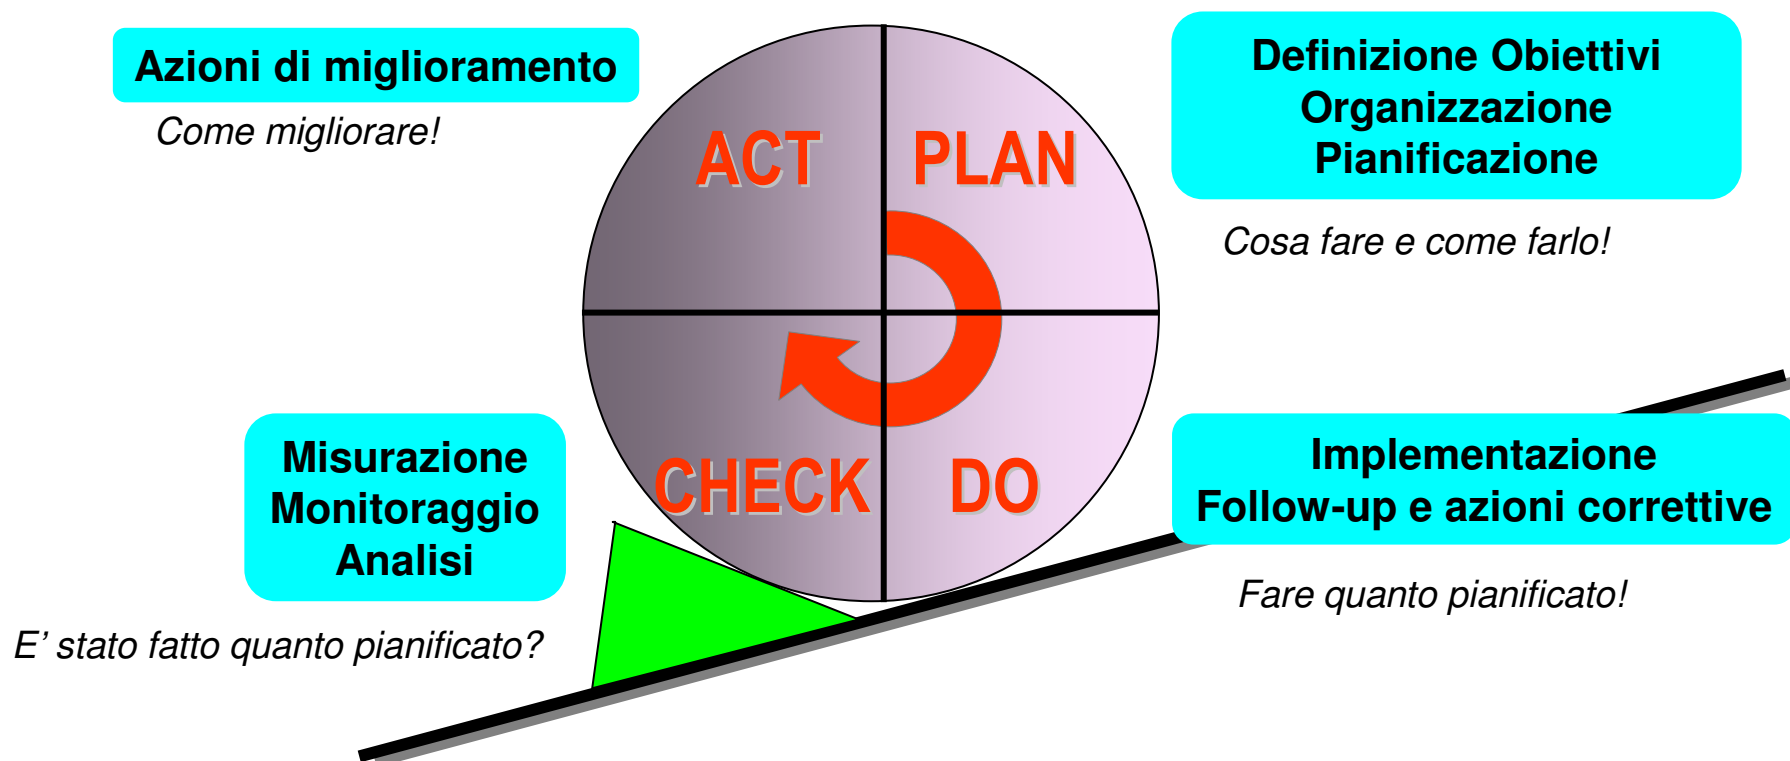 Azioni di miglioramento
Come migliorare!
ACT
PLAN
Definizione Obiettivi
Organizzazione
Pianificazione
Cosa fare e come farlo!
Misurazione
Monitoraggio
Analisi
E’ stato fatto quanto pianificato?
CHECK
DO
Implementazione
Follow-up e azioni correttive
Fare quanto pianificato!